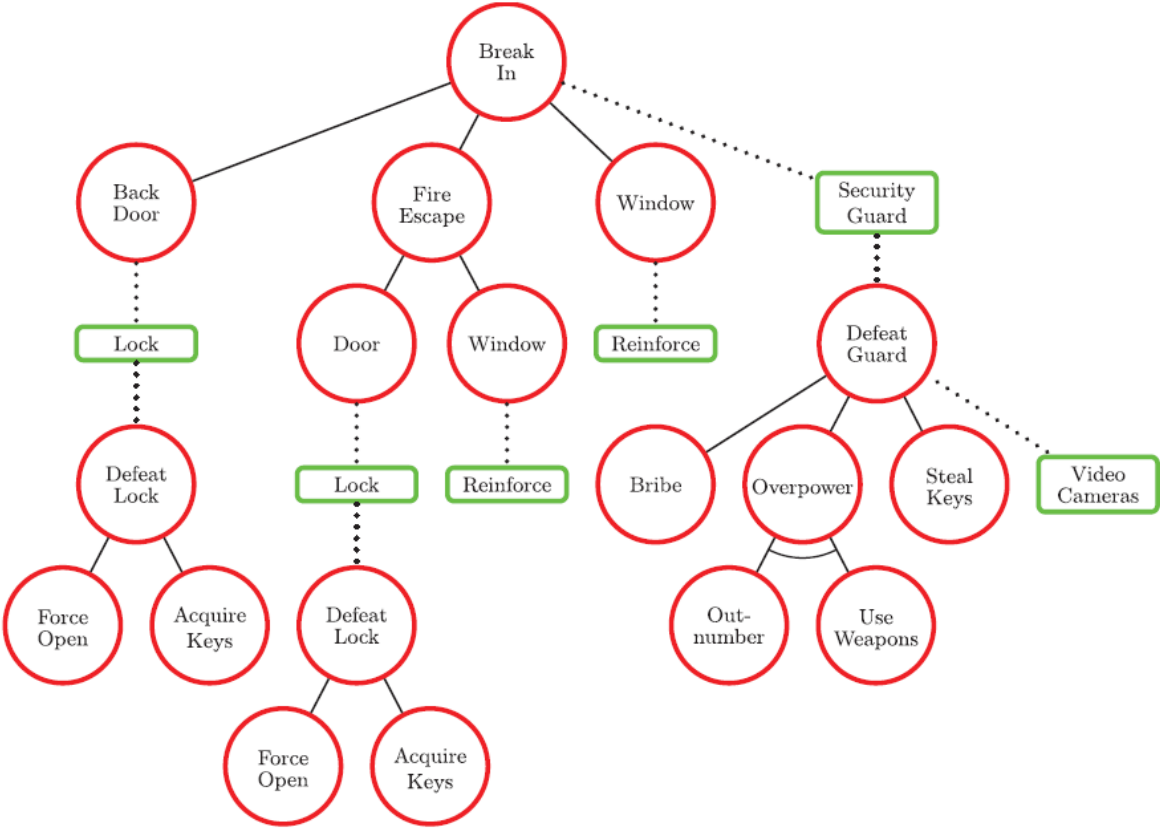 Break
In
Back
Door
Fire
Escape
Window
Security
Guard
Lock
Door
Window
Reinforce
Defeat
Guard
Defeat
Lock
Lock
Reinforce
Bribe
Overpower
Steal
Keys
Video
Cameras
Force
Open
Acquire
Keys
Defeat
Lock
Out-
number
Use
Weapons
Force
Open
Acquire
Keys